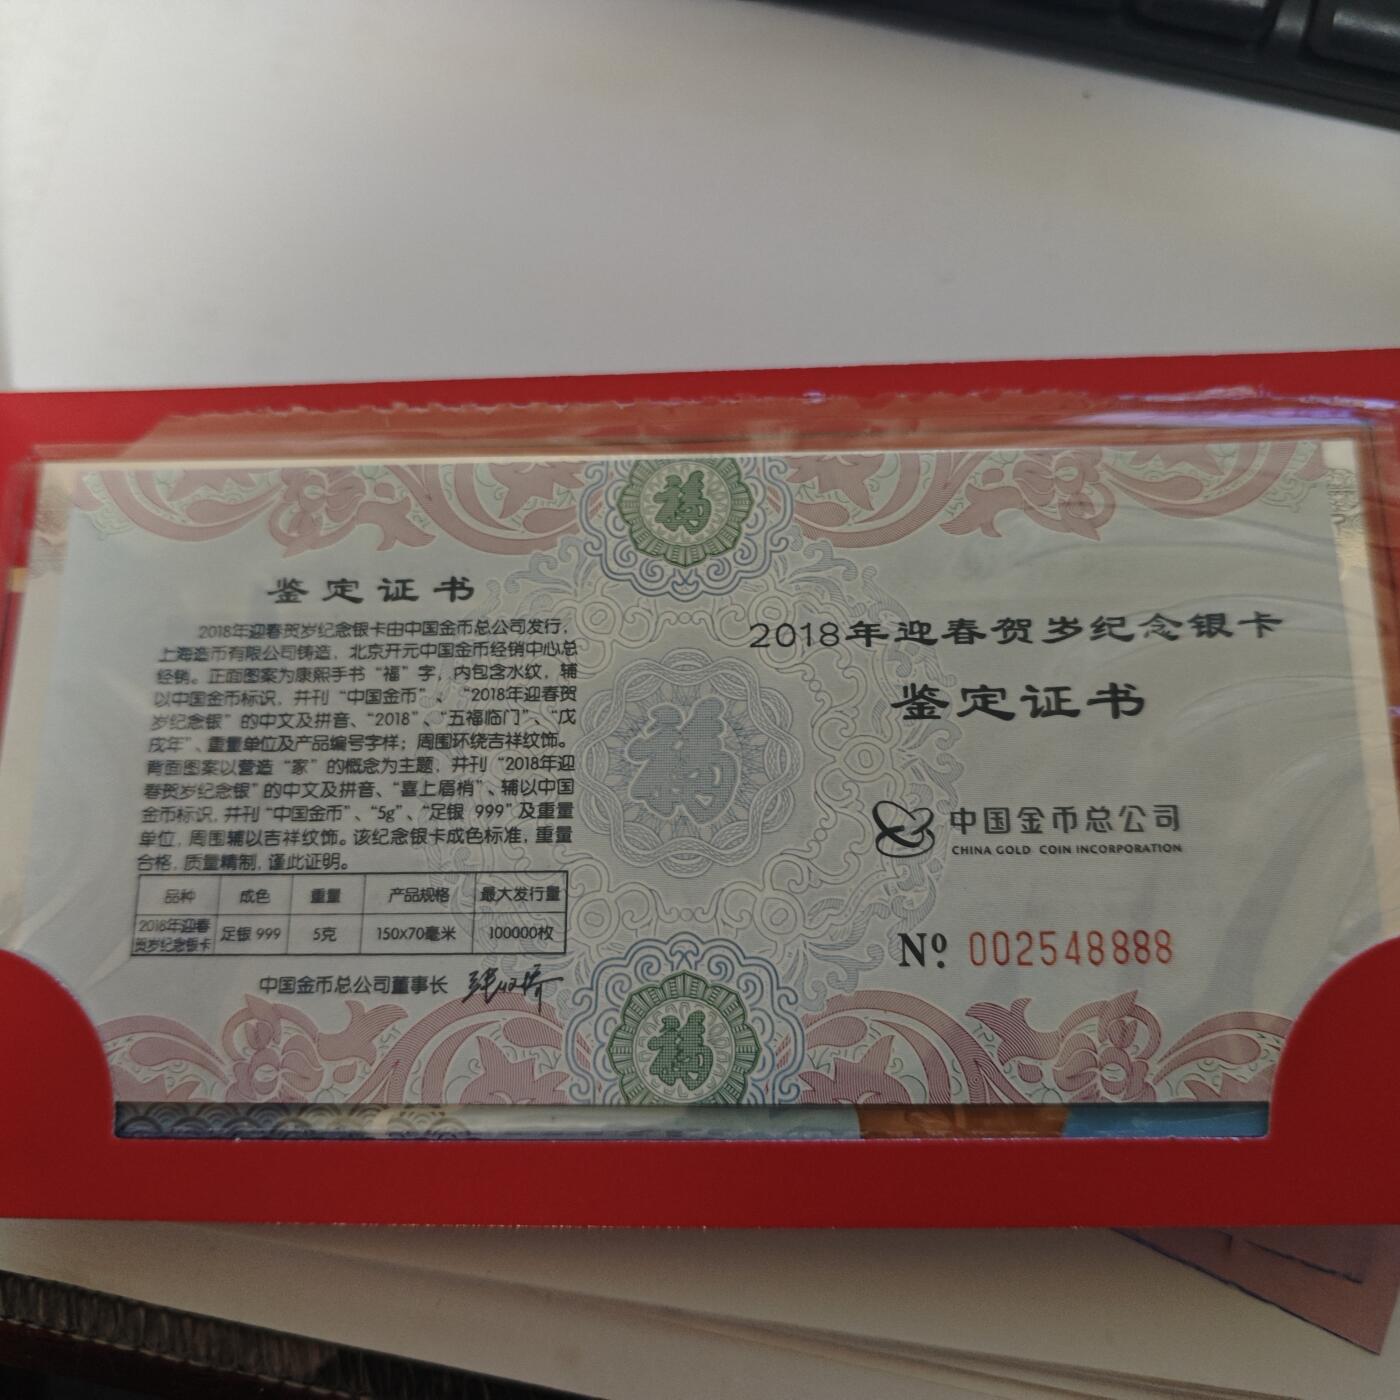 福
鉴定证书
2018年迎春贺岁纪念银卡由中国金币总公司发行，
上海造币有限公司铸造，北京开元中国金币经销中心总
经销。正面图案为康熙手书“福”字，内包含水纹，辅
以中国金币标识，并刊“中国金币”、“2018年迎春贺
岁纪念银”的中文及拼音、“2018”、“五福临门”、“戊
戌年”、重量单位及产品编号字样；周围环绕吉祥纹饰。
背面图案以营造“家”的概念为主题，并刊“2018年迎
春贺岁纪念银”的中文及拼音、“喜上眉梢”、辅以中国
金币标识，并刊“中国金币”、“5g”、“足银 999”及重量
单位，周围辅以吉祥纹饰。该纪念银卡成色标准，重量
合格，质量精制，谨此证明。
品种 成色 重量 产品规格 最大发行量
2018年迎春
贺岁纪念银卡 足银 999 5克 150X70毫米 100000枚
中国金币总公司董事长
福
福
2018年迎春贺岁纪念银卡
鉴定证书
中国金币总公司
CHINA GOLD COIN INCORPORATION
Nº 002548888